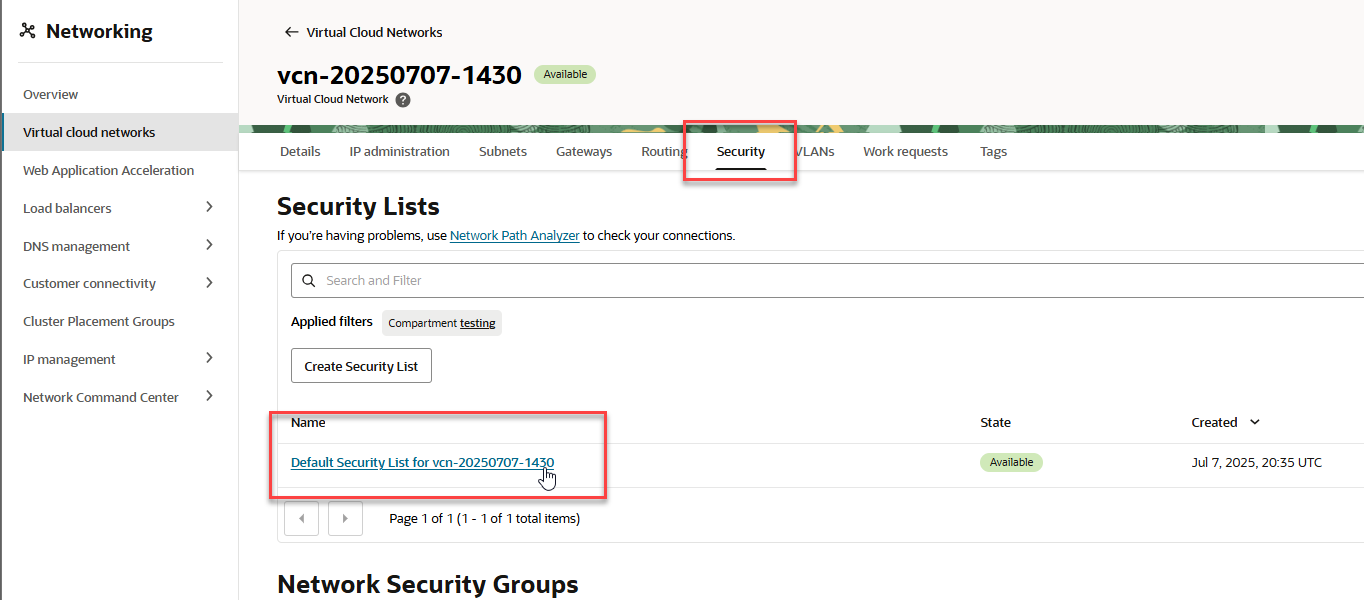 Networking
Overview
Virtual cloud networks
Web Application Acceleration
Load balancers
DNS management
Customer connectivity
Cluster Placement Groups
IP management
Network Command Center
Virtual Cloud Networks
vcn-20250707-1430 Available
Virtual Cloud Network ?
Details IP administration Subnets Gateways Routing Security VLANs Work requests Tags
Security Lists
If you're having problems, use Network Path Analyzer to check your connections.
Search and Filter
Applied filters Compartment testing
Create Security List
Name State Created
Default Security List for vcn-20250707-1430 Available Jul 7, 2025, 20:35 UTC
Page 1 of 1 (1 - 1 of 1 total items)
Network Security Groups